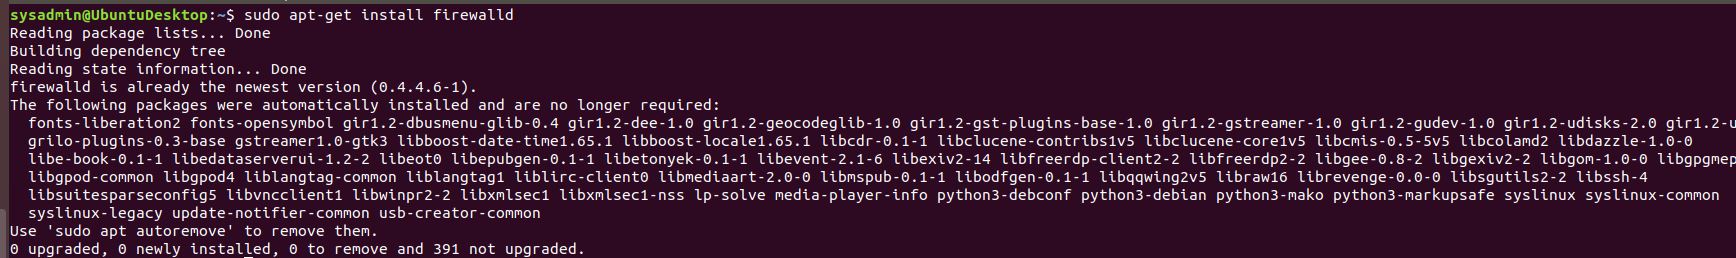 sysadmin@UbuntuDesktop:~$ sudo apt-get install firewalld
Reading package lists... Done
Building dependency tree
Reading state information... Done
firewalld is already the newest version (0.4.4.6-1).
The following packages were automatically installed and are no longer required:
  fonts-liberation2 fonts-opensymbol gir1.2-dbusmenu-glib-0.4 gir1.2-dee-1.0 gir1.2-geocodeglib-1.0 gir1.2-gst-plugins-base-1.0 gir1.2-gstreamer-1.0 gir1.2-gudev-1.0 gir1.2-udisks-2.0 gir1.2-u
  grilo-plugins-0.3-base gstreamer1.0-gtk3 libboost-date-time1.65.1 libboost-locale1.65.1 libcdr-0.1-1 libclucene-contribs1v5 libclucene-core1v5 libcmis-0.5-5v5 libcolamd2 libdazzle-1.0-0
  libe-book-0.1-1 libedataserverui-1.2-2 libeot0 libepubgen-0.1-1 libetonyek-0.1-1 libevent-2.1-6 libexiv2-14 libfreerdp-client2-2 libfreerdp2-2 libgee-0.8-2 libgexiv2-2 libgom-1.0-0 libgpgmep
  libgpod-common libgpod4 liblangtag-common liblangtag1 liblirc-client0 libmediaart-2.0-0 libmspub-0.1-1 libodfgen-0.1-1 libqqwing2v5 libraw16 librevenge-0.0-0 libsgutils2-2 libssh-4
  libsuitesparseconfig5 libvncclient1 libwinpr2-2 libxmlsec1 libxmlsec1-nss lp-solve media-player-info python3-debconf python3-debian python3-mako python3-markupsafe syslinux syslinux-common
  syslinux-legacy update-notifier-common usb-creator-common
Use 'sudo apt autoremove' to remove them.
0 upgraded, 0 newly installed, 0 to remove and 391 not upgraded.